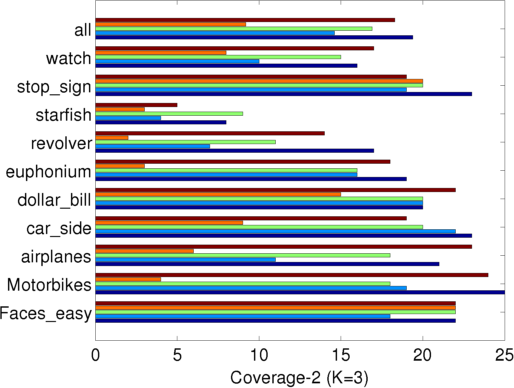 all
watch
stop_sign
starfish
revolver
euphonium
dollar_bill
car_side
airplanes
Motorbikes
Faces_easy
0 5 10 15 20 25
Coverage-2 (K=3)